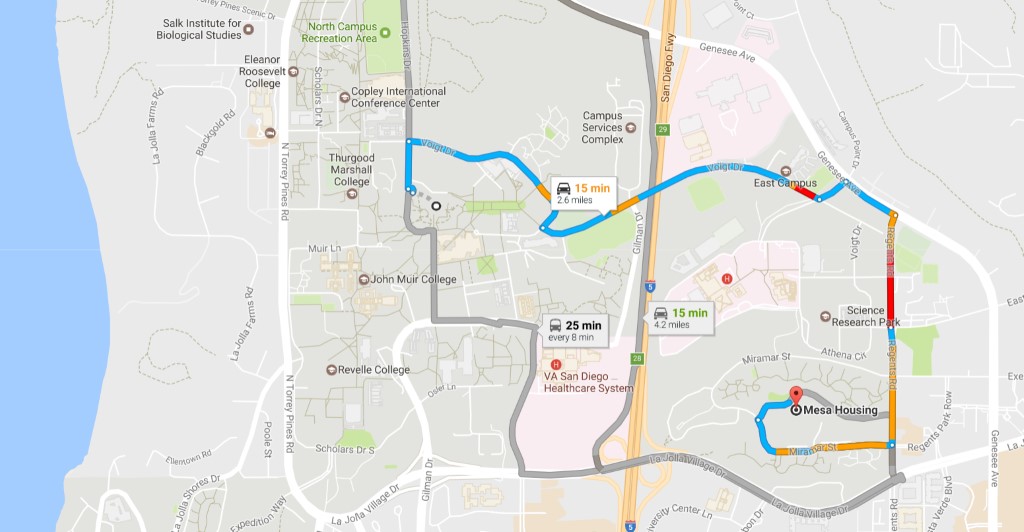 Torrey Pines Scenic Dr
Salk Institute for
Biological Studies
North Campus
Recreation Area
Hopkins Dr
San Diego Fwy
Genesee Ave
Eleanor
Roosevelt
College
Scholars Dr N
Copley International
Conference Center
La Jolla Farms Rd
Blackgold Rd
N Torrey Pines Rd
Campus
Services
Complex
29
Campus Point Dr
Voigt Dr
Thurgood
Marshall
College
15 min
2.6 miles
Voigt Dr
East Campus
Genesee Ave
Gilman Dr
Voigt Dr
Regents Rd
Muir Ln
John Muir College
H
5
La Jolla Farms Rd
25 min
every 8 min
15 min
4.2 miles
Science
Research Park
Athena Cir
Miramar St
Regents Rd
28
H
VA San Diego ...
Healthcare System
Revelle College
Osler Ln
N Torrey Pines Rd
Mesa Housing
Regents Park Row
Genesee Ave
Poole St
Scholars Dr S
Miramar St
Ellentown Rd
La Jolla Village Dr
Gilman Dr
La Jolla Shores Dr
Expedition Way
La Jolla Village Dr
La Jolla Village Dr
University Center Ln
5